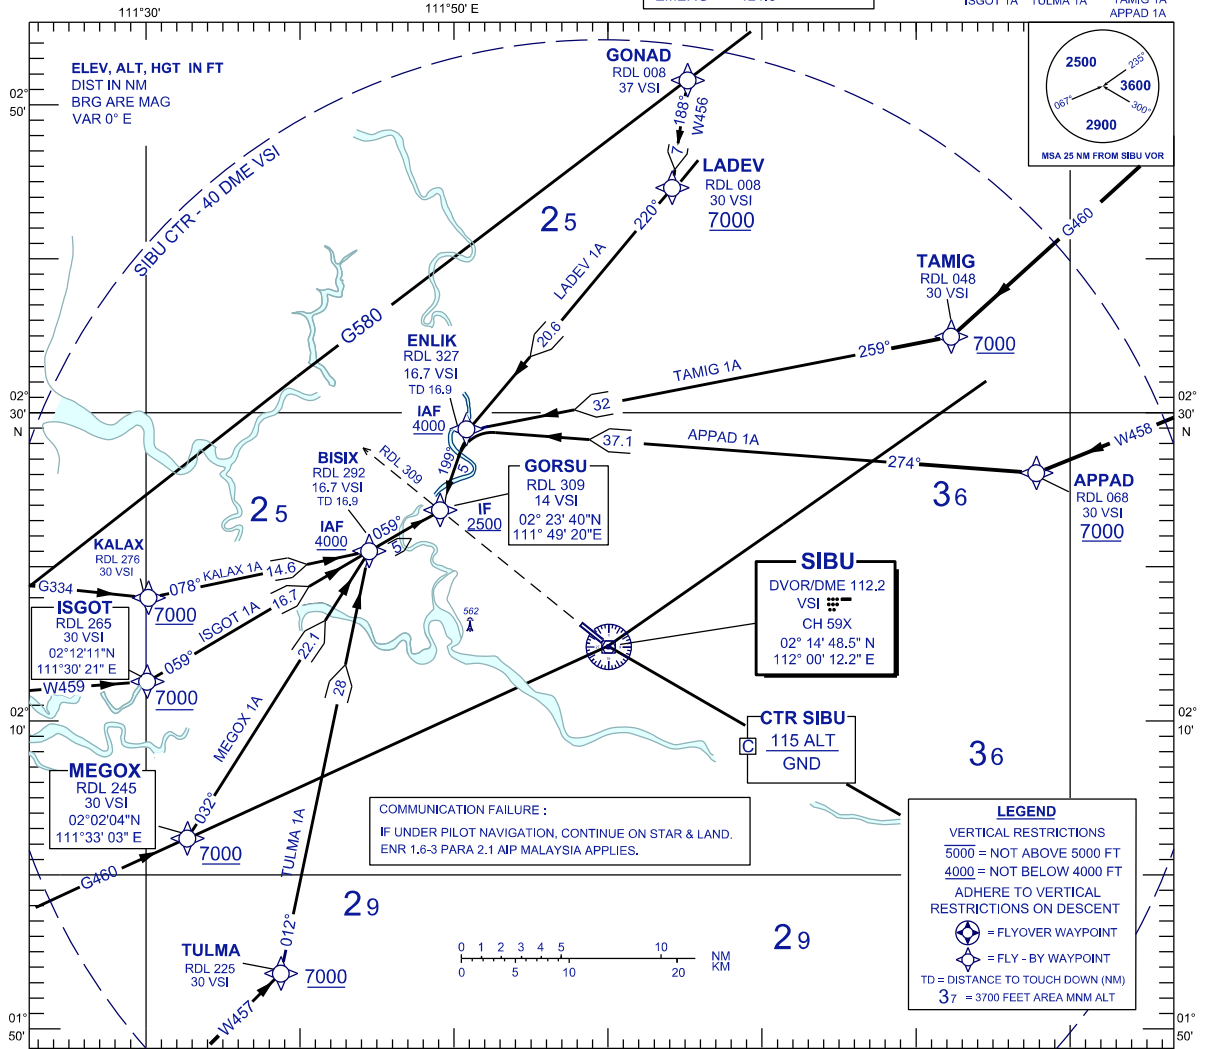 111°30'
111°50' E
ISGOT 1A TULMA 1A TAMIG 1A
APPAD 1A
ELEV, ALT, HGT IN FT
DIST IN NM
BRG ARE MAG
VAR 0° E
02°
50'
SIBU CTR - 40 DME VSI
GONAD
RDL 008
37 VSI
188°
W456
7
LADEV
RDL 008
30 VSI
7000
220°
LADEV 1A
20.6
2500
3600
2900
235°
067°
300°
MSA 25 NM FROM SIBU VOR
25
G580
G460
TAMIG
RDL 048
30 VSI
7000
259°
TAMIG 1A
32
ENLIK
RDL 327
16.7 VSI
TD 16.9
IAF
4000
02°
30'
N
02°
30'
N
W458
APPAD 1A
37.1
274°
APPAD
RDL 068
30 VSI
7000
36
199°
5
RDL 309
BISIX
RDL 292
16.7 VSI
TD 16.9
IAF
4000
GORSU
RDL 309
14 VSI
02° 23' 40"N
111° 49' 20"E
IF
2500
059°
5
25
KALAX
RDL 276
30 VSI
G334
078°
KALAX 1A
14.6
7000
ISGOT
RDL 265
30 VSI
02°12'11"N
111°30' 21" E
059°
ISGOT 1A
16.7
W459
7000
562
SIBU
DVOR/DME 112.2
VSI
CH 59X
02° 14' 48.5" N
112° 00' 12.2" E
22.1
28
02°
10'
02°
10'
MEGOX 1A
CTR SIBU
C
115 ALT
GND
36
MEGOX
RDL 245
30 VSI
02°02'04"N
111°33' 03" E
032°
7000
G460
TULMA 1A
COMMUNICATION FAILURE :
IF UNDER PILOT NAVIGATION, CONTINUE ON STAR & LAND.
ENR 1.6-3 PARA 2.1 AIP MALAYSIA APPLIES.
LEGEND
VERTICAL RESTRICTIONS
5000 = NOT ABOVE 5000 FT
4000 = NOT BELOW 4000 FT
ADHERE TO VERTICAL
RESTRICTIONS ON DESCENT
= FLYOVER WAYPOINT
= FLY - BY WAYPOINT
TD = DISTANCE TO TOUCH DOWN (NM)
37 = 3700 FEET AREA MNM ALT
29
29
012°
TULMA
RDL 225
30 VSI
7000
W457
0 1 2 3 4 5 10 NM
0 5 10 20 KM
01°
50'
01°
50'